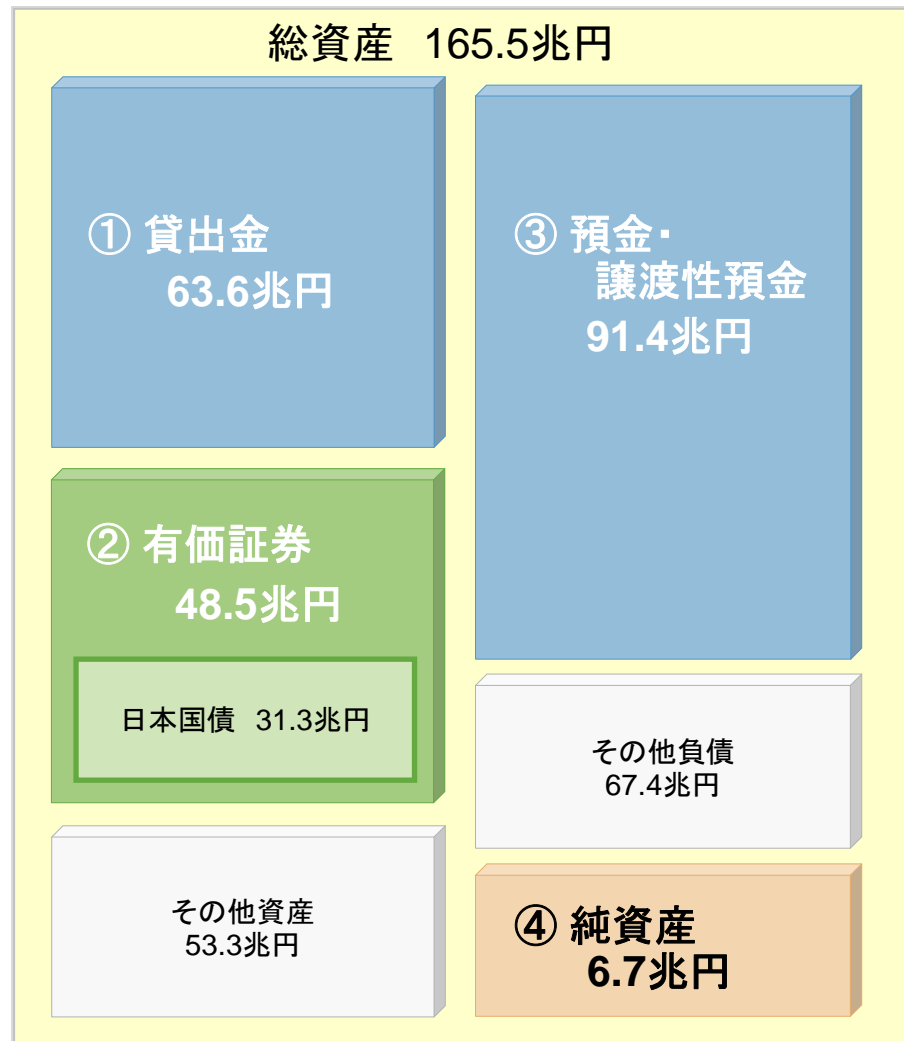 総資産 165.5兆円
① 貸出金
63.6兆円
② 有価証券
48.5兆円
日本国債 31.3兆円
その他資産
53.3兆円
③ 預金・
譲渡性預金
91.4兆円
その他負債
67.4兆円
④ 純資産
6.7兆円